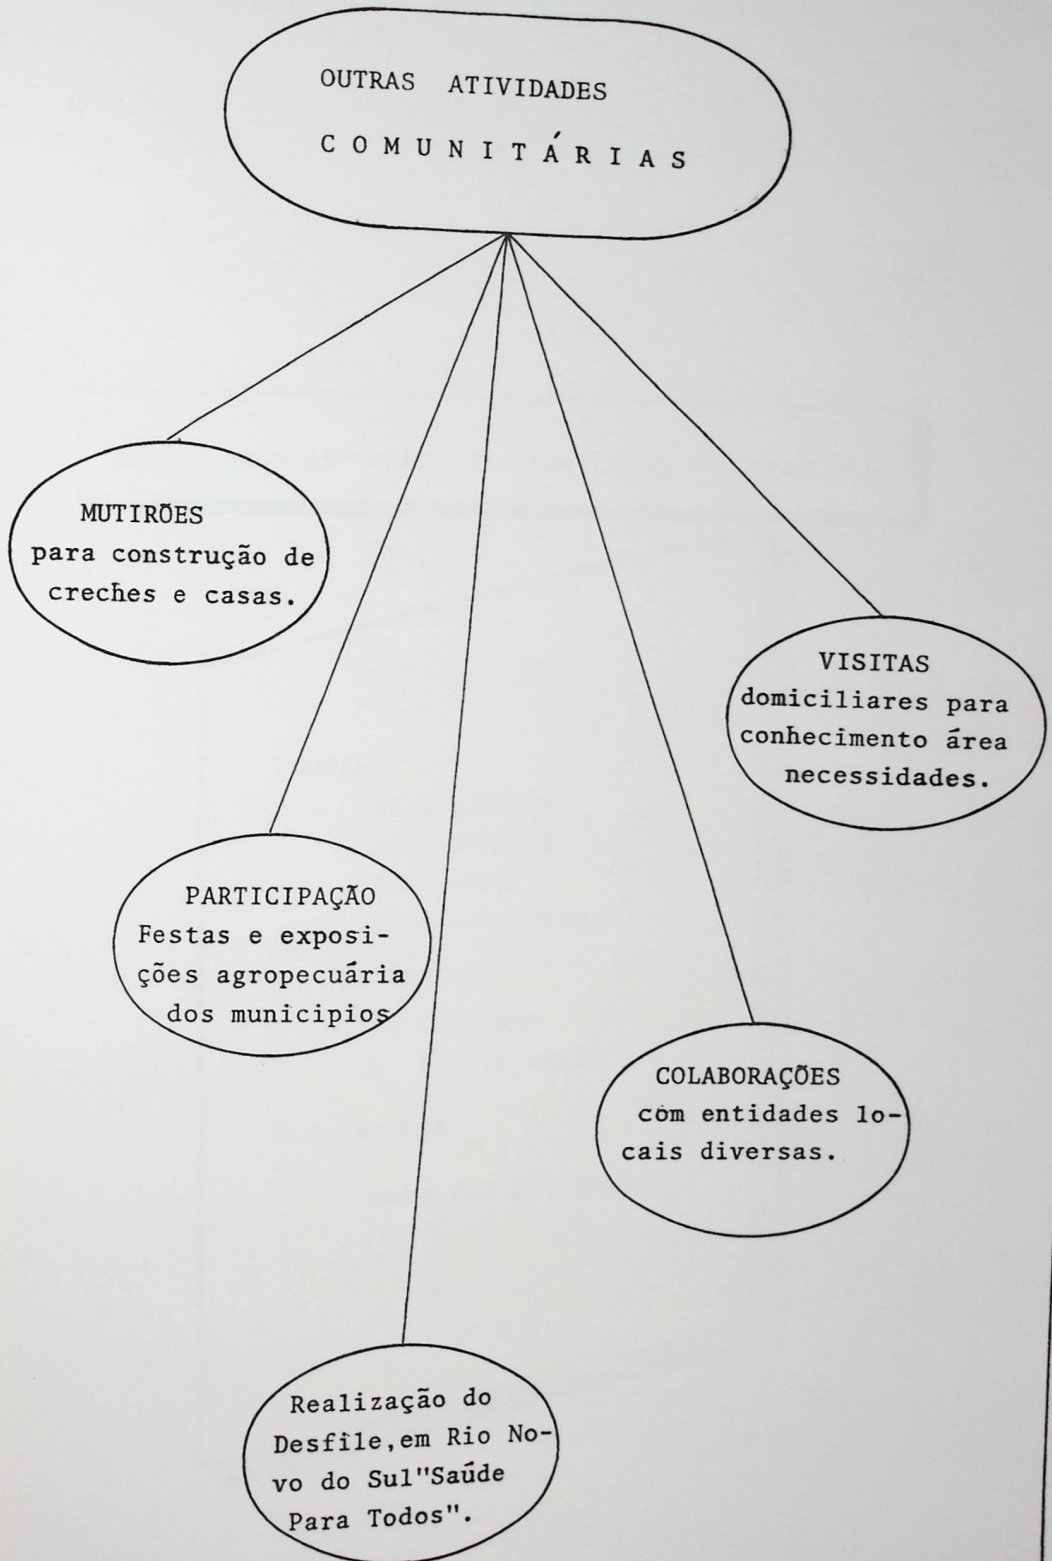 OUTRAS ATIVIDADES
COMUNITÁRIAS
MUTIRÕES
para construção de
creches e casas.
VISITAS
domiciliares para
conhecimento área
necessidades.
PARTICIPAÇÃO
Festas e exposi-
ções agropecuária
dos municipios
COLABORAÇÕES
com entidades lo-
cais diversas.
Realização do
Desfile,em Rio No-
vo do Sul"Saúde
Para Todos".